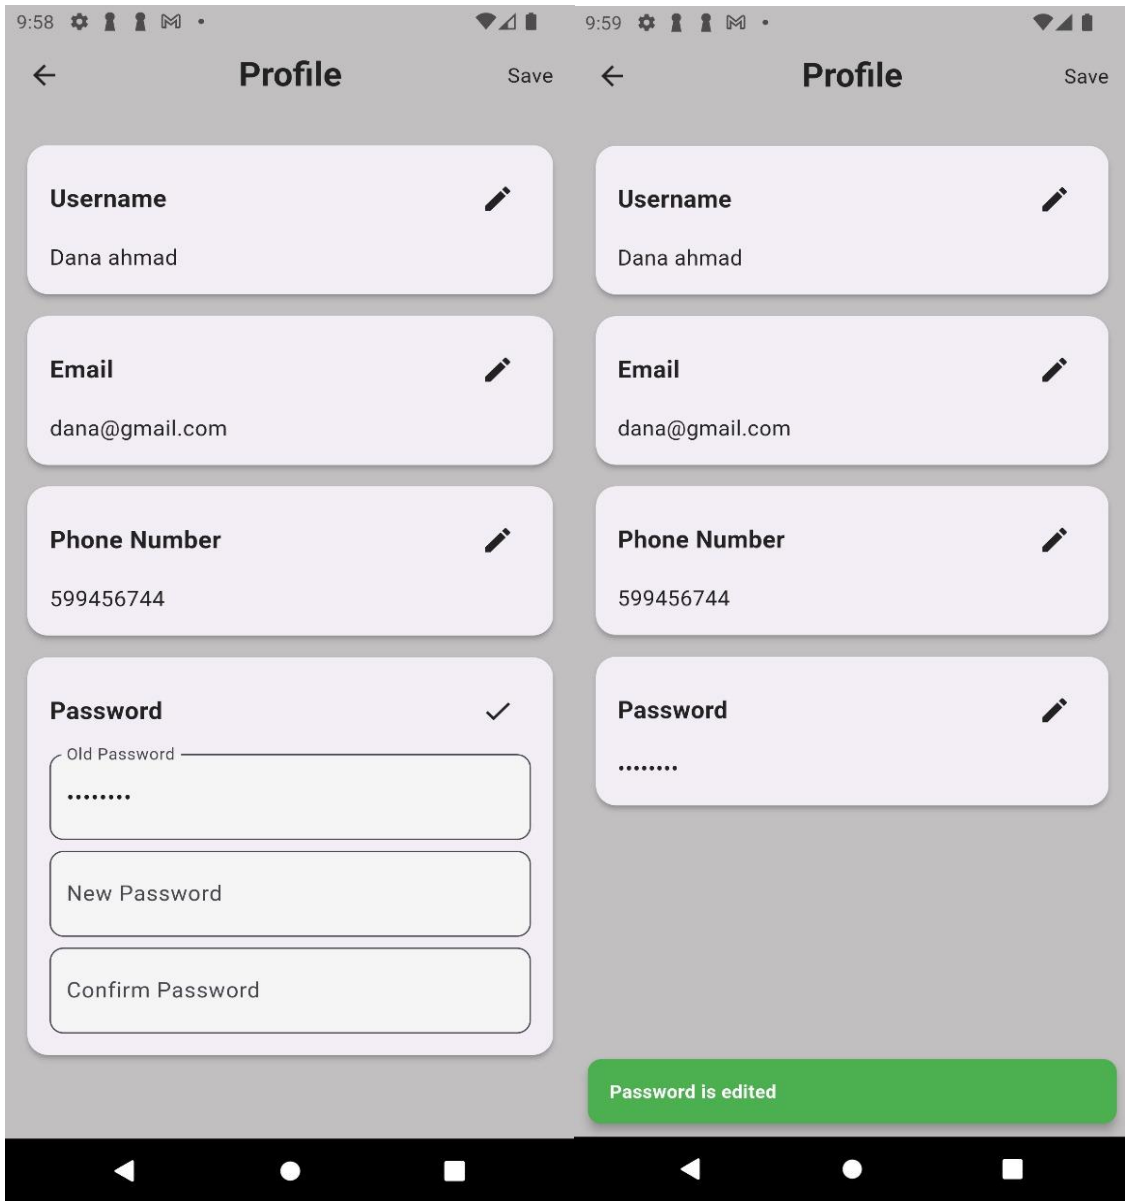 9:58
Profile
Save
Username
Dana ahmad
Email
dana@gmail.com
Phone Number
599456744
Password
Old Password
••••••••
New Password
Confirm Password
9:59
Profile
Save
Username
Dana ahmad
Email
dana@gmail.com
Phone Number
599456744
Password
••••••••
Password is edited